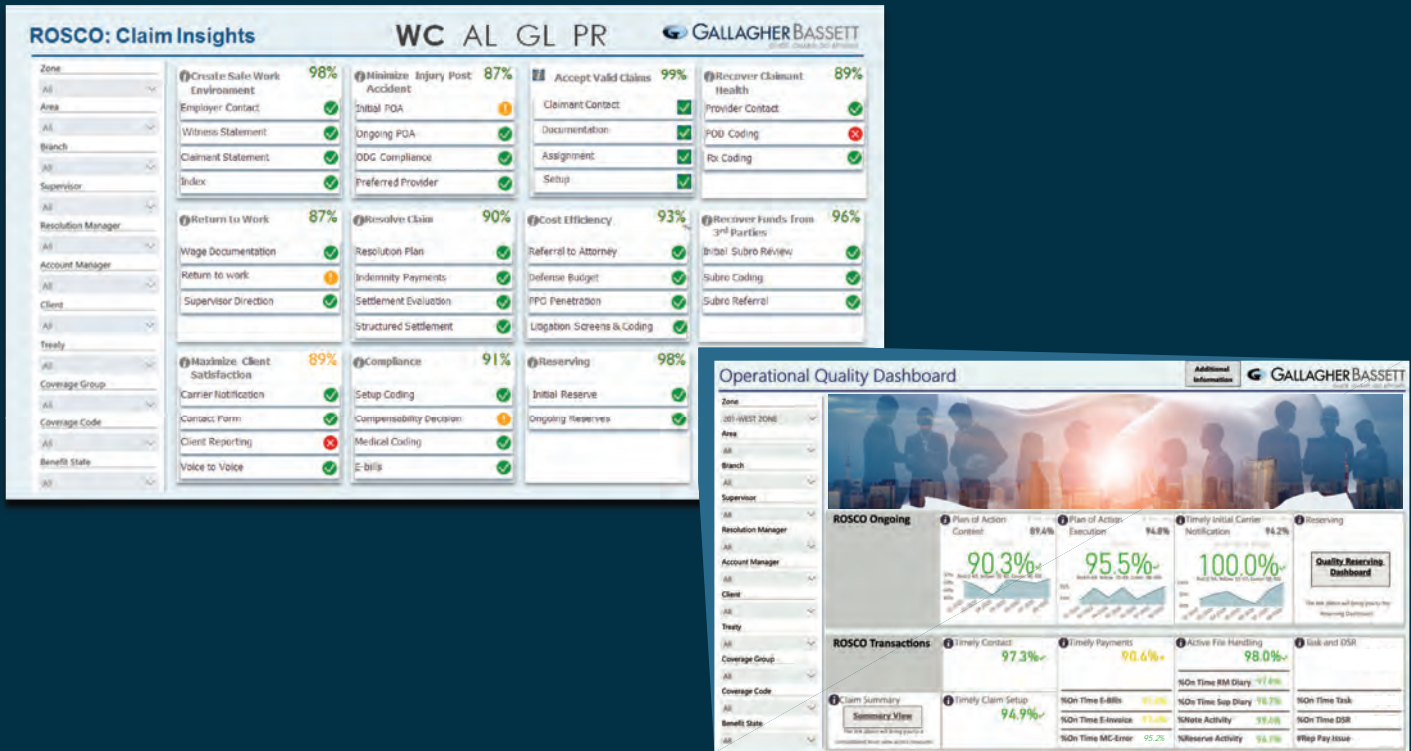 ROSCO: Claim Insights
WC AL GL PR
GALLAGHER BASSETT
Zone
All
Area
All
Branch
All
Supervisor
All
Resolution Manager
All
Account Manager
All
Client
All
Treaty
All
Coverage Group
All
Coverage Code
All
Benefit State
All
Create Safe Work Environment 98%
Employer Contact
Witness Statement
Claimant Statement
Index
Minimize Injury Post Accident 87%
Initial POA
Ongoing POA
ODG Compliance
Preferred Provider
Accept Valid Claims 99%
Claimant Contact
Documentation
Assignment
Setup
Recover Claimant Health 89%
Provider Contact
POD Coding
Rx Coding
Return to Work 87%
Wage Documentation
Return to work
Supervisor Direction
Resolve Claim 90%
Resolution Plan
Indemnity Payments
Settlement Evaluation
Structured Settlement
Cost Efficiency 93%
Referral to Attorney
Defense Budget
PPO Penetration
Litigation Screens & Coding
Recover Funds from 3rd Parties 96%
Initial Subro Review
Subro Coding
Subro Referral
Maximize Client Satisfaction 89%
Carrier Notification
Contact Form
Client Reporting
Voice to Voice
Compliance 91%
Setup Coding
Compensability Decision
Medical Coding
E-bills
Reserving 98%
Initial Reserve
Ongoing Reserves
Operational Quality Dashboard
Additional Information
GALLAGHER BASSETT
Zone
201-WEST ZONE
Area
All
Branch
All
Supervisor
All
Resolution Manager
All
Account Manager
All
Client
All
Treaty
All
Coverage Group
All
Coverage Code
All
Benefit State
All
ROSCO Ongoing
Plan of Action Content 89.4%
90.3%
Plan of Action Execution 94.8%
95.5%
Timely Initial Carrier Notification 94.2%
100.0%
Reserving
Quality Reserving Dashboard
ROSCO Transactions
Timely Contact
97.3%
Timely Payments
90.6%
Active File Handling
98.0%
Task and DSR
%On Time RM Diary
Claim Summary
Summary View
Timely Claim Setup
94.9%
%On Time E-Bills
%On Time E-Invoice
%On Time MC-Error 95.25
%On Time Sup Diary
%Note Activity
%Reserve Activity
%On Time Task
%On Time DSR
#Rep Pay Issue